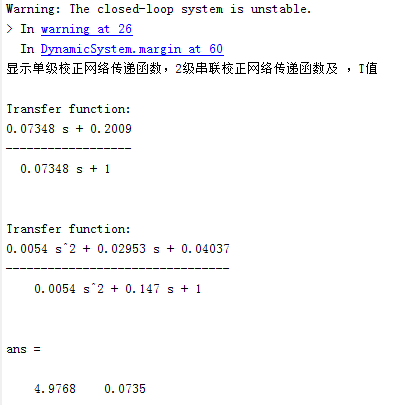 Warning: The closed-loop system is unstable.
> In warning at 26
In DynamicSystem.margin at 60
显示单级校正网络传递函数，2级串联校正网络传递函数及 ，T值
Transfer function:
0.07348 s + 0.2009
------------------
0.07348 s + 1
Transfer function:
0.0054 s^2 + 0.02953 s + 0.04037
--------------------------------
0.0054 s^2 + 0.147 s + 1
ans =
4.9768 0.0735